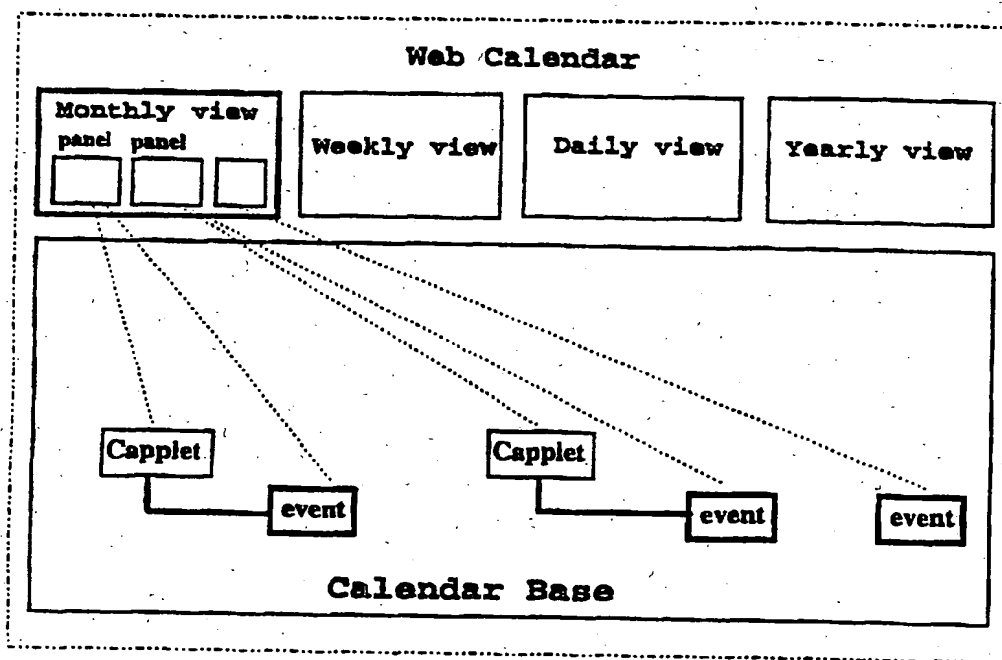 Web Calendar
Monthly view
panel panel
Weekly view
Daily view
Yearly view
Capplet
Capplet
event
event
event
Calendar Base